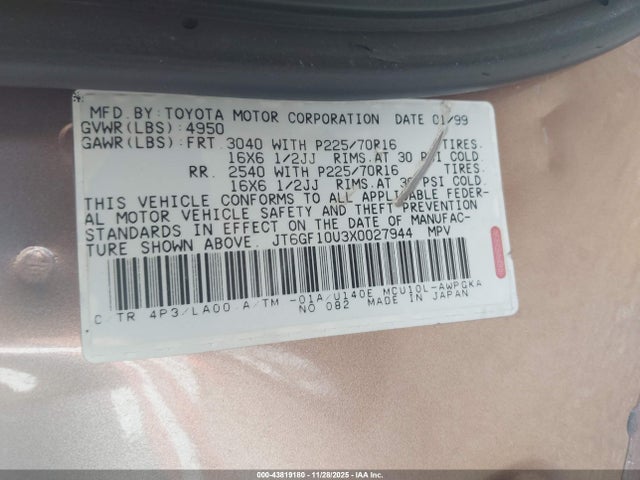 MFD.BY:TOYOTA MOTOR CORPORATION DATE 01/99
GVWR(LBS):4950
GAWR(LBS):FRT 3040 WITH P225/70R16 TIRES.
16X6 1/2JJ RIMS.AT 30 PSI COLD.
RR. 2540 WITH P225/70R16 TIRES.
16X6 1/2JJ RIMS.AT 30 PSI COLD.
THIS VEHICLE CONFORMS TO ALL APPLICABLE FEDER-
AL MOTOR VEHICLE SAFETY AND THEFT PREVENTION
STANDARDS IN EFFECT ON THE DATE OF MANUFAC-
TURE SHOWN ABOVE. JT6GF10U3X0027944 MPV
C/TR 4P3/LA00 A/TM -01A/U140E MCU10L-AWPGKA
NO 082 MADE IN JAPAN
000-43819180 - 11/28/2025 - IAA Inc.